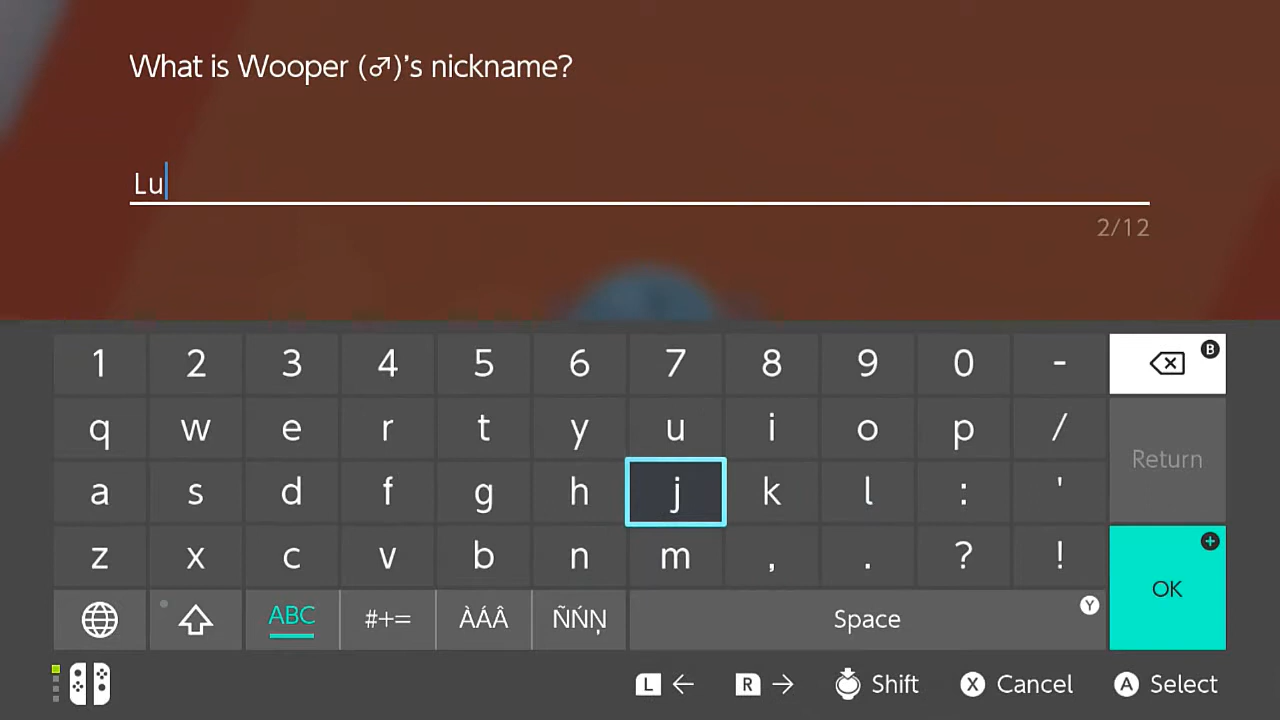 What is Wooper (♂)'s nickname?
Lu
2/12
1 2 3 4 5 6 7 8 9 0 - B
q w e r t y u i o p / Return
a s d f g h j k l : '
z x c v b n m , . ? ! + OK
ABC #+= ÀÁÂ ÑŃŅ Space Y
L ← R → Shift X Cancel A Select